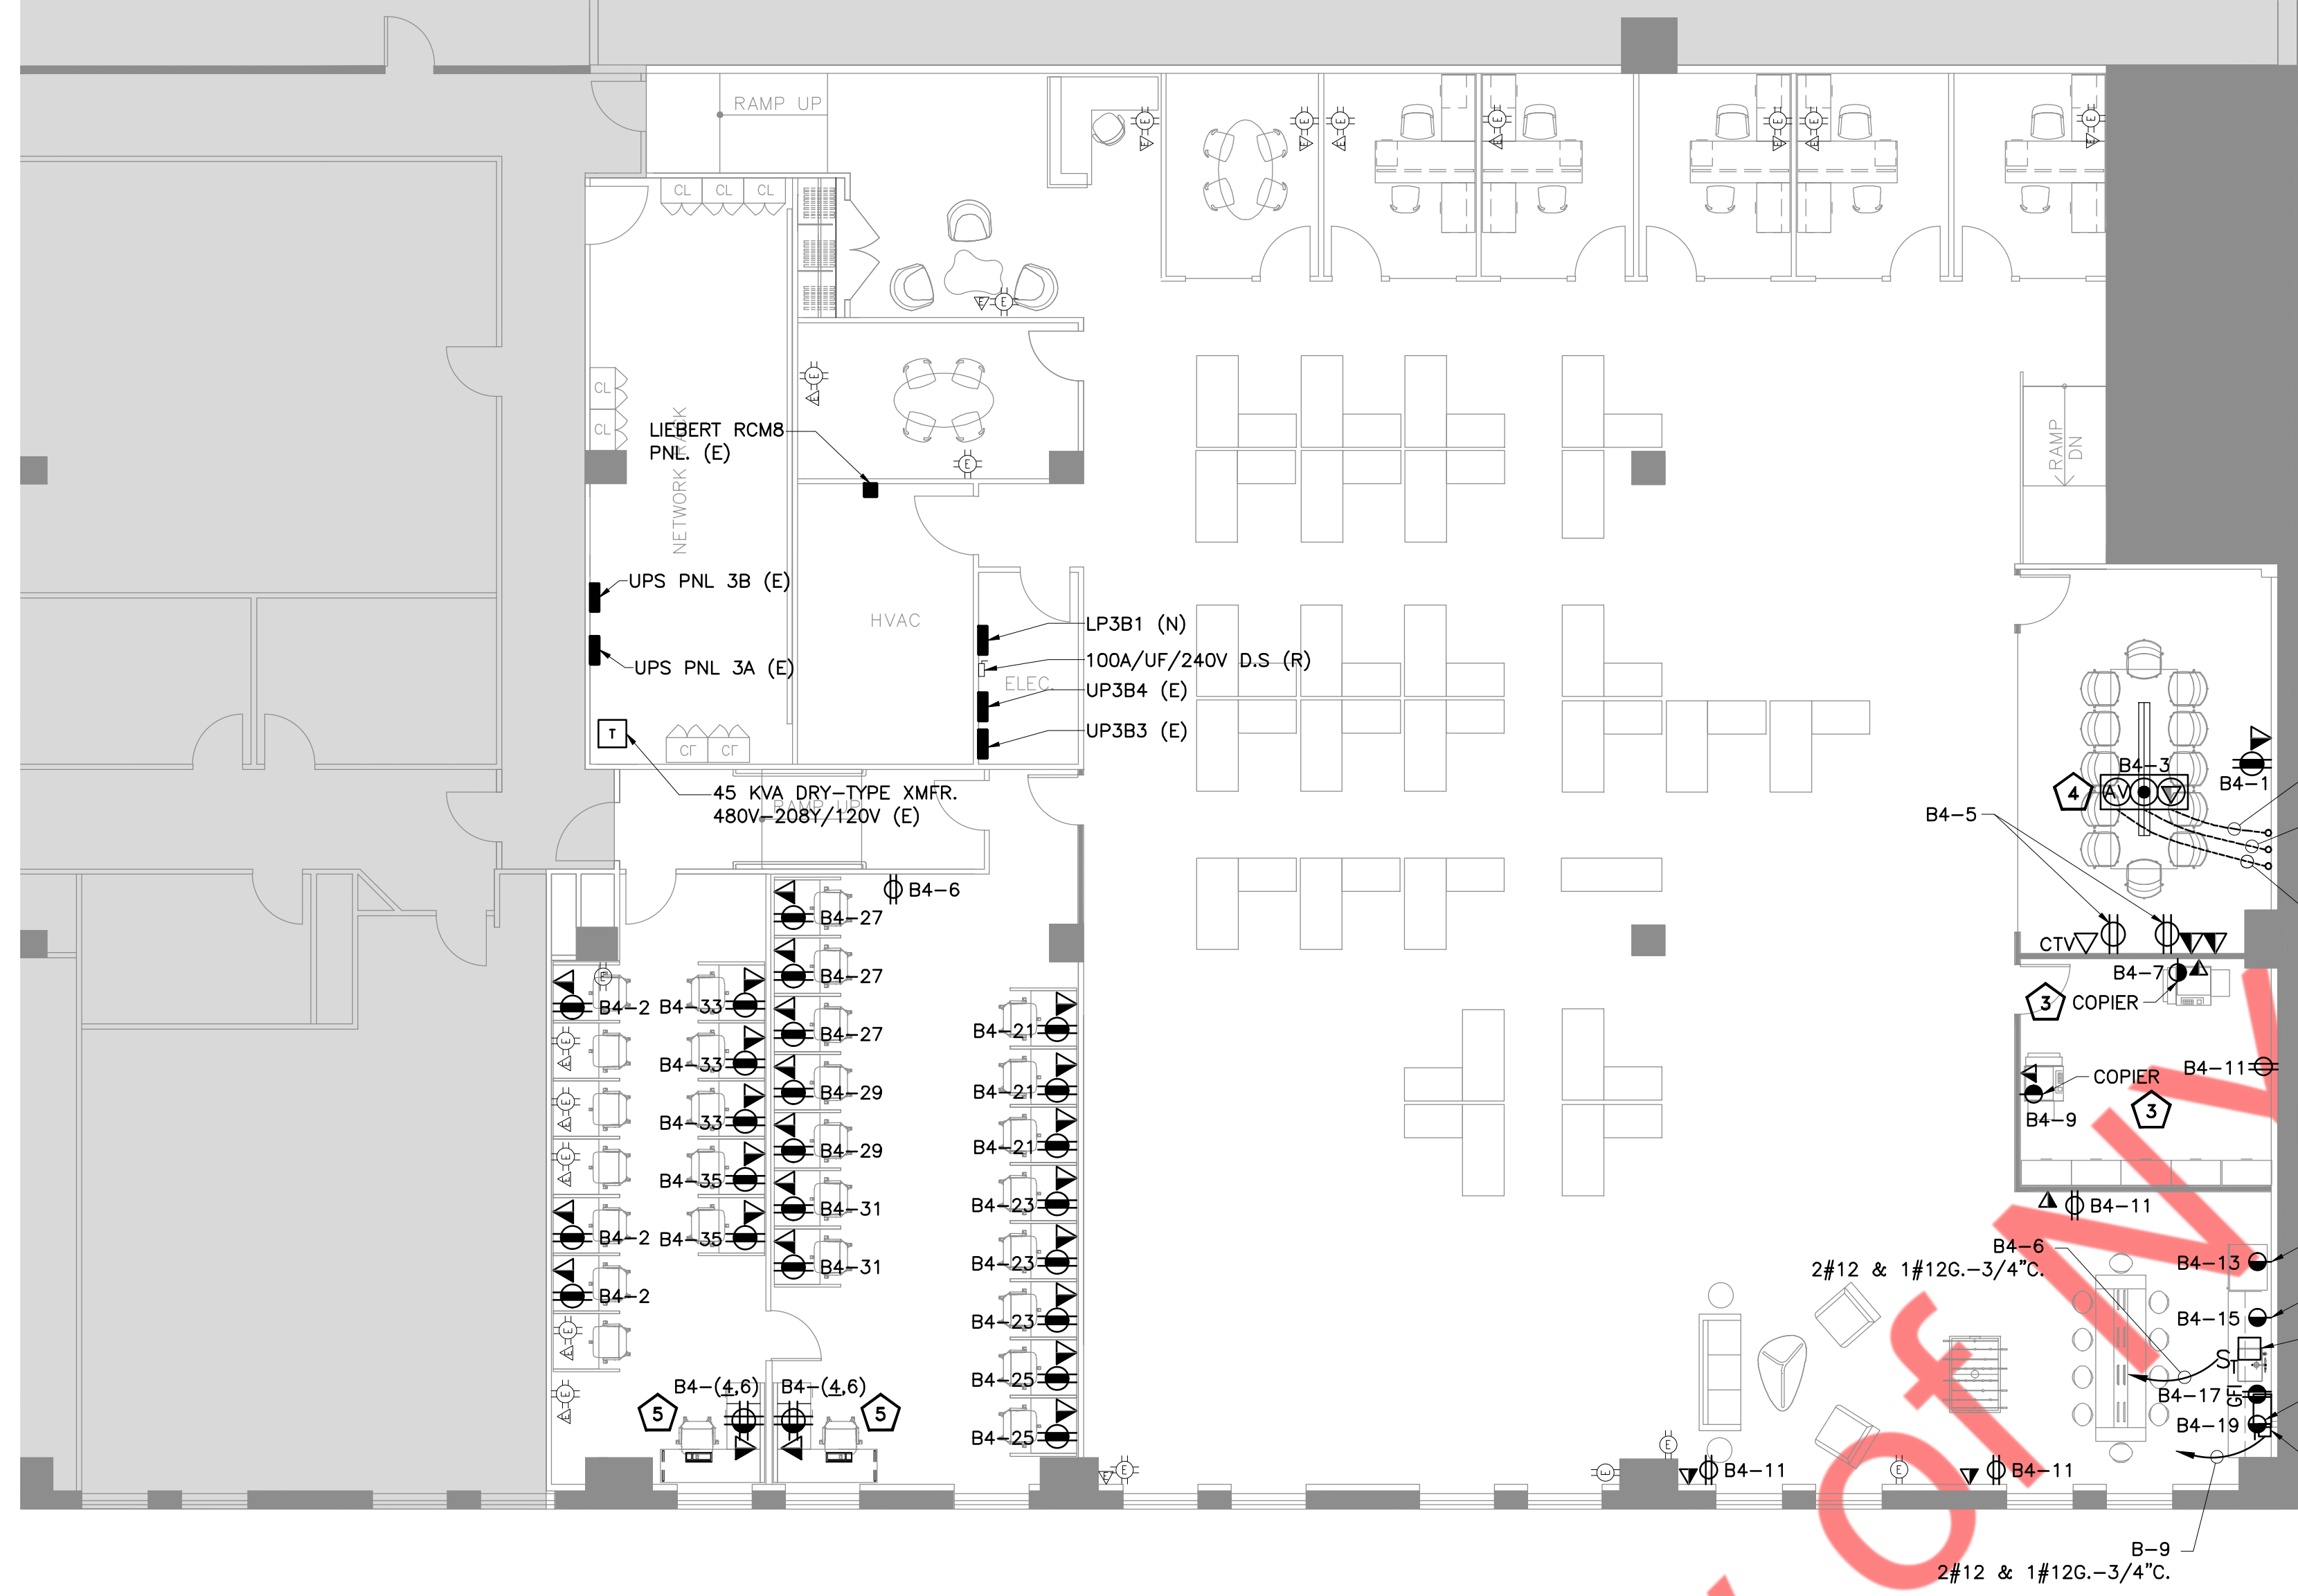 RAMP UP
CL CL CL
E E E E E E E
E E E E E E E
E E
CL
CL
E
E
E
LIEBERT RCM8
PNL. (E)
NETWORK RACK
RAMP
DN
UPS PNL 3B (E)
UPS PNL 3A (E)
HVAC
LP3B1 (N)
100A/UF/240V D.S (R)
ELEC.
UP3B4 (E)
UP3B3 (E)
T
CL CL
45 KVA DRY-TYPE XMFR.
480V-208Y/120V (E)
RAMP UP
B4-3
4
AV
B4-1
B4-5
CTV
B4-6
B4-27
B4-27
B4-27
B4-29
B4-29
B4-31
B4-31
E
B4-2
B4-33
B4-33
B4-33
B4-35
B4-35
E
E
E
E
E
E
B4-2
B4-2
E
E
E
E
B4-21
B4-21
B4-21
B4-23
B4-23
B4-23
B4-25
B4-25
B4-7
3
COPIER
B4-11
COPIER
3
B4-9
B4-11
B4-6
2#12 & 1#12G.-3/4"C.
B4-13
B4-15
ST
B4-17
GFI
B4-19
B4-(4,6)
B4-(4,6)
5
5
E
E
E
E
B4-11
E
B4-11
B-9
2#12 & 1#12G.-3/4"C.
of NY